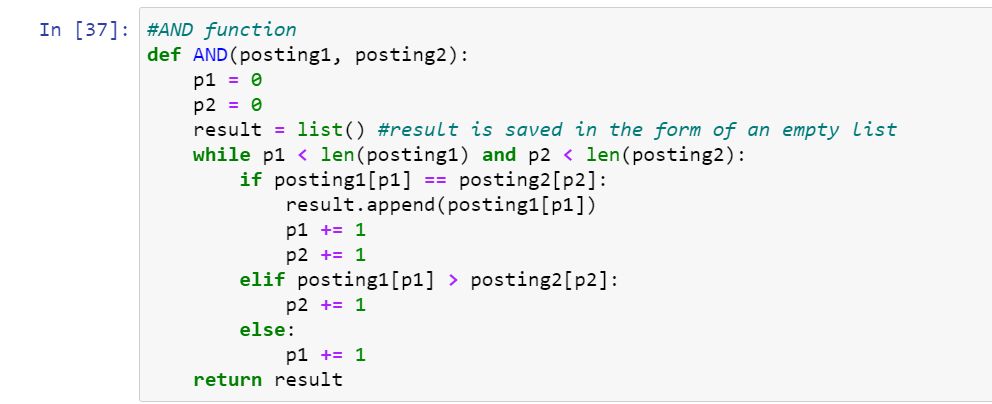 In [37]: #AND function
def AND(posting1, posting2):
    p1 = 0
    p2 = 0
    result = list() #result is saved in the form of an empty list
    while p1 < len(posting1) and p2 < len(posting2):
        if posting1[p1] == posting2[p2]:
            result.append(posting1[p1])
            p1 += 1
            p2 += 1
        elif posting1[p1] > posting2[p2]:
            p2 += 1
        else:
            p1 += 1
    return result